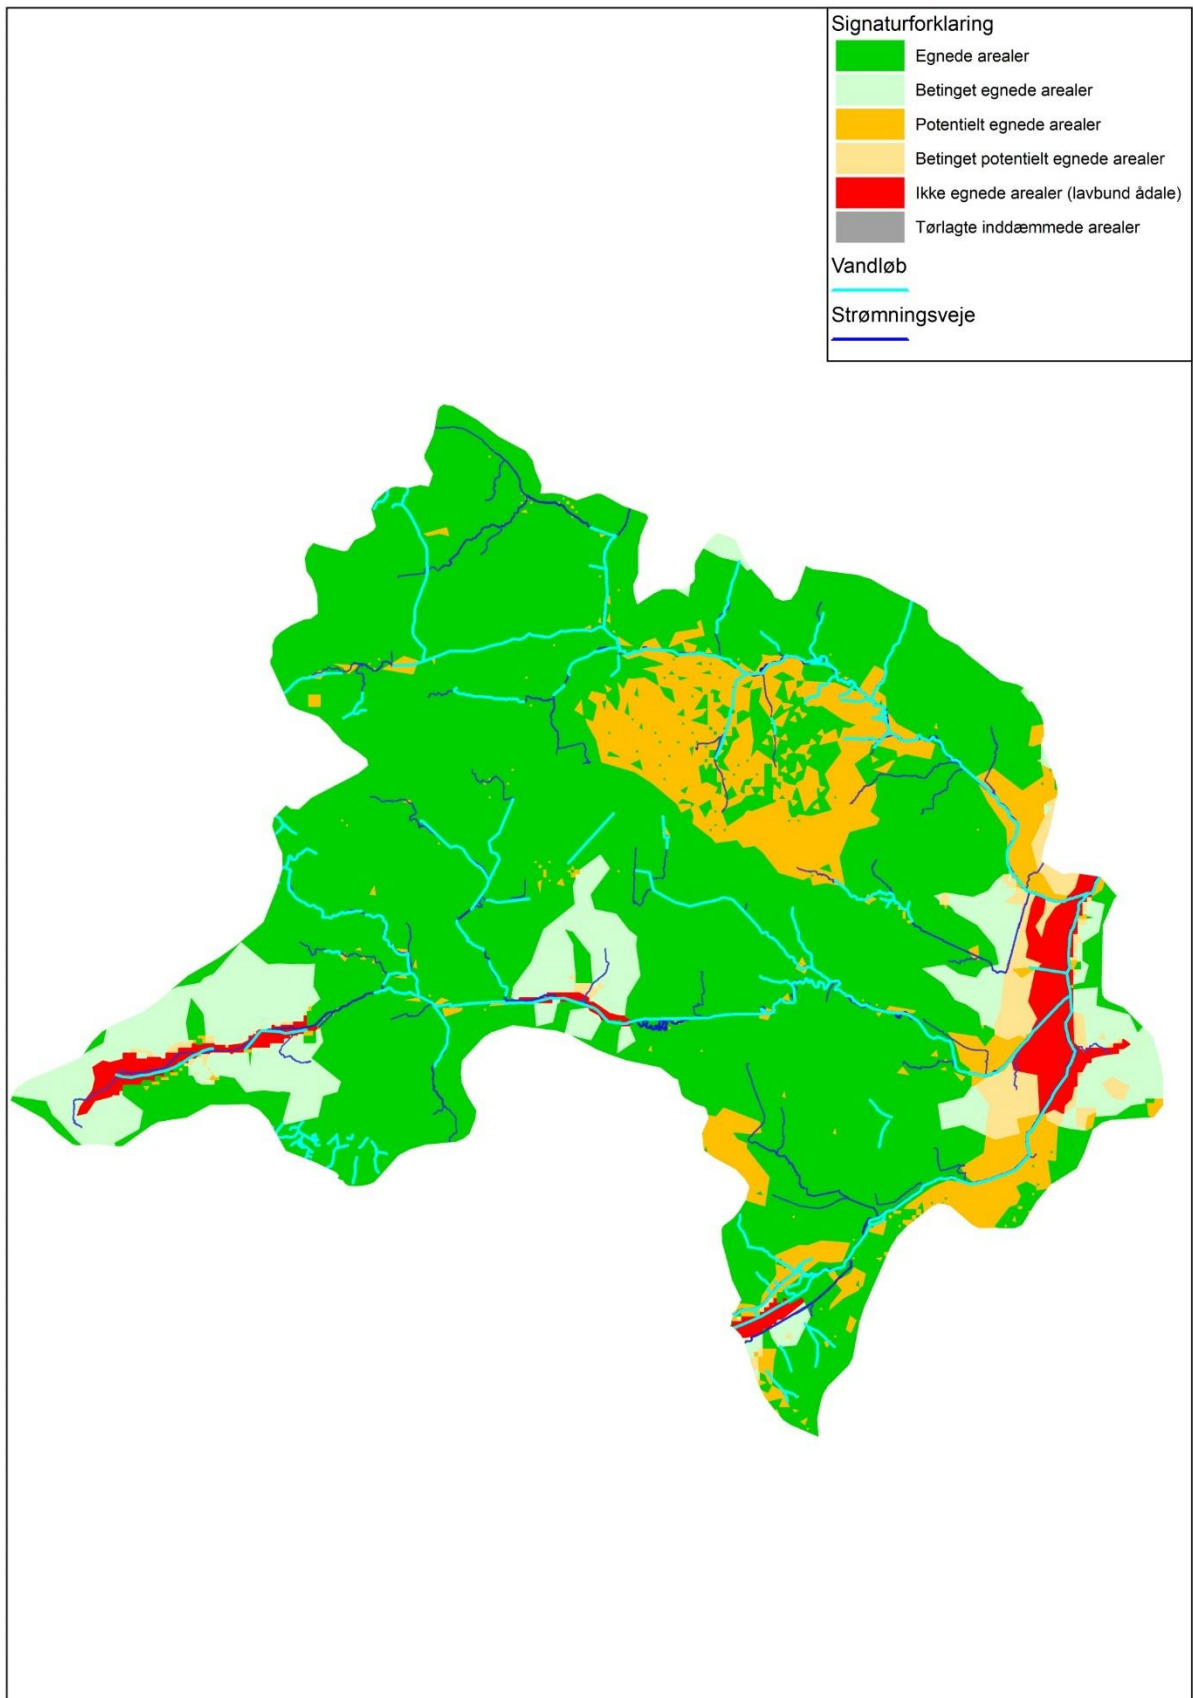 Signaturforklaring
Egnede arealer
Betinget egnede arealer
Potentielt egnede arealer
Betinget potentielt egnede arealer
Ikke egnede arealer (lavbund ådale)
Tørlagte inddæmmede arealer
Vandløb
Strømningsveje